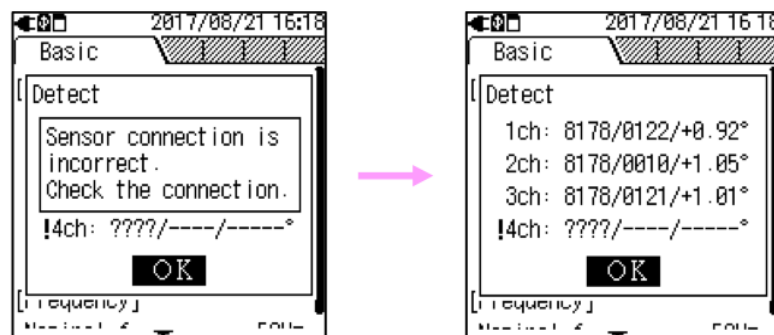 2017/08/21 16:18
Basic
Detect
Sensor connection is
incorrect.
Check the connection.
!4ch: ????/----/-----°
OK
[Frequency]
2017/08/21 16:18
Basic
Detect
1ch: 8178/0122/+0.92°
2ch: 8178/0010/+1.05°
3ch: 8178/0121/+1.01°
!4ch: ????/----/-----°
OK
[Frequency]